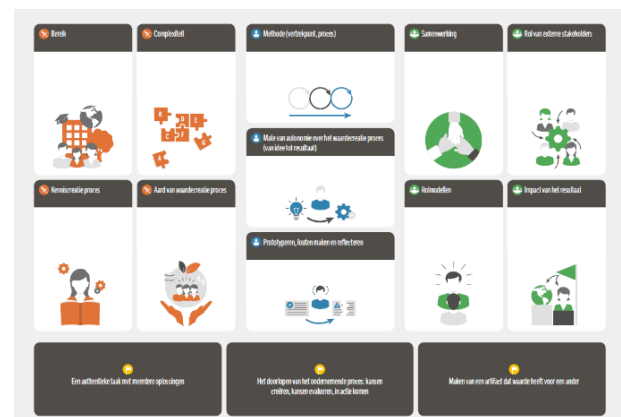 Bereik
Complexiteit
Methode (vertrekpunt, proces)
Samenwerking
Rol van externe stakeholders
Mate van autonomie over het waardecreatie proces
(van idee tot resultaat)
Kenniscreatie proces
Aard van waardecreatie proces
Rolmodellen
Impact van het resultaat
Prototyperen, fouten maken en reflecteren
Een authentieke taak met meerdere oplossingen
Het doorlopen van het ondernemende proces: kansen
creëren, kansen evalueren, in actie komen
Maken van een artifact dat waarde heeft voor een ander